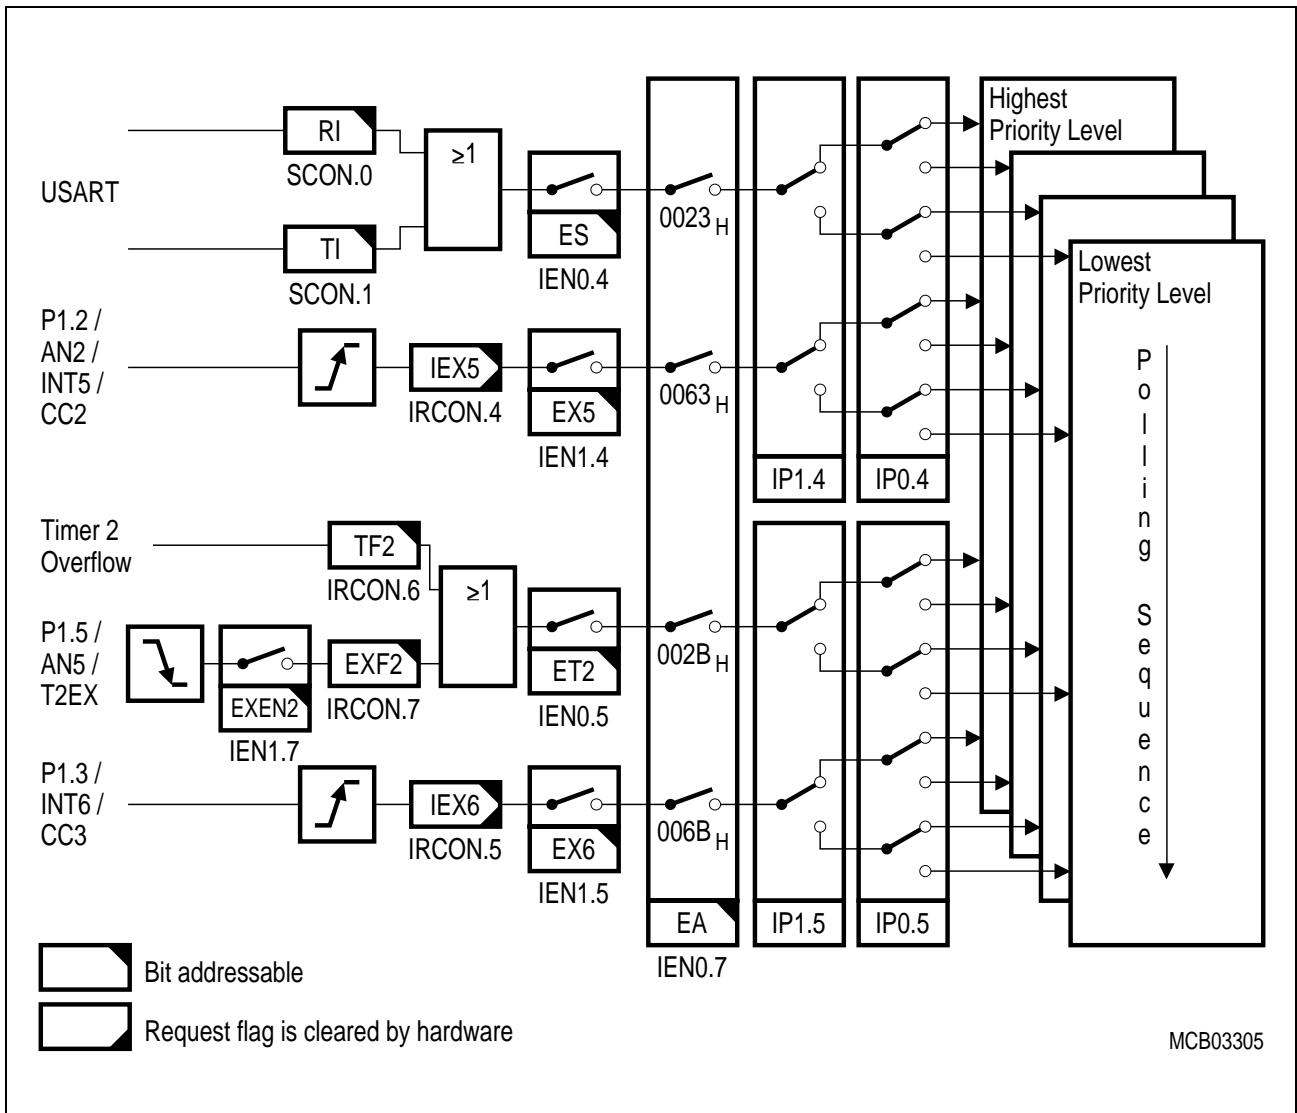 USART
RI
SCON.0
TI
SCON.1
≥1
ES
IEN0.4
0023 H
P1.2 /
AN2 /
INT5 /
CC2
IEX5
IRCON.4
EX5
IEN1.4
0063 H
IP1.4
IP0.4
Timer 2
Overflow
TF2
IRCON.6
P1.5 /
AN5 /
T2EX
EXEN2
IEN1.7
EXF2
IRCON.7
≥1
ET2
IEN0.5
002B H
P1.3 /
INT6 /
CC3
IEX6
IRCON.5
EX6
IEN1.5
006B H
EA
IEN0.7
IP1.5
IP0.5
Highest
Priority Level
Lowest
Priority Level
Polling Sequence
Bit addressable
Request flag is cleared by hardware
MCB03305